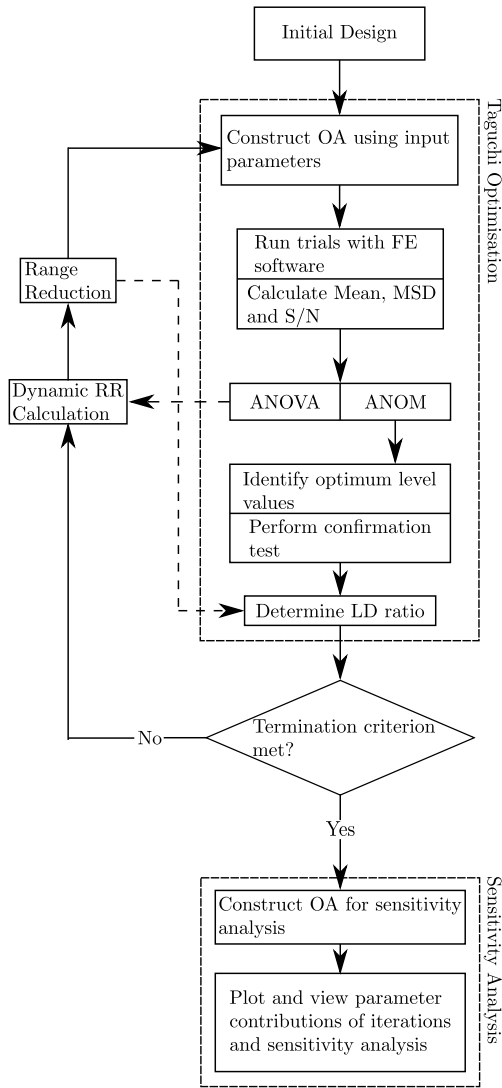 Initial Design
Taguchi Optimisation
Construct OA using input
parameters
Run trials with FE
software
Calculate Mean, MSD
and S/N
Range
Reduction
Dynamic RR
Calculation
ANOVA
ANOM
Identify optimum level
values
Perform confirmation
test
Determine LD ratio
Termination criterion
met?
No
Yes
Sensitivity Analysis
Construct OA for sensitivity
analysis
Plot and view parameter
contributions of iterations
and sensitivity analysis